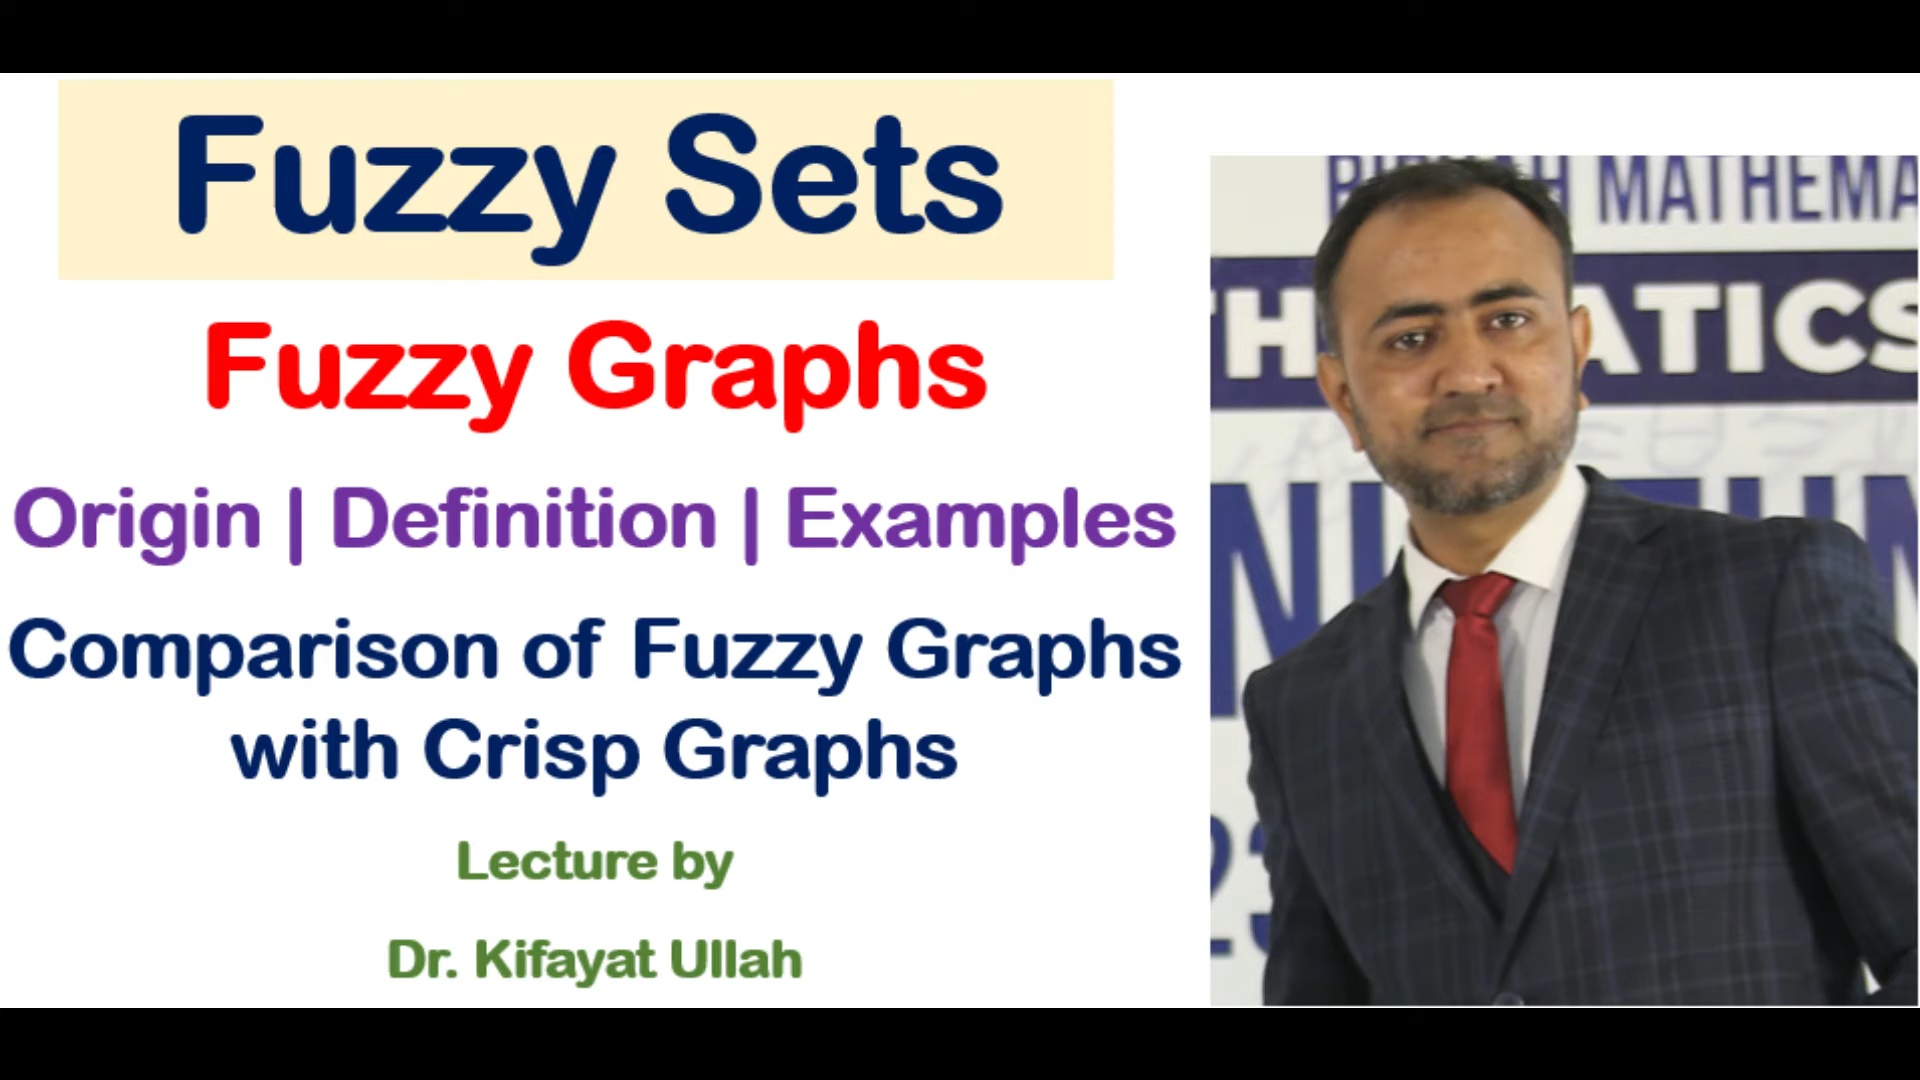 Fuzzy Sets
Fuzzy Graphs
Origin | Definition | Examples
Comparison of Fuzzy Graphs
with Crisp Graphs
Lecture by
Dr. Kifayat Ullah
MATHEMA
ATICS